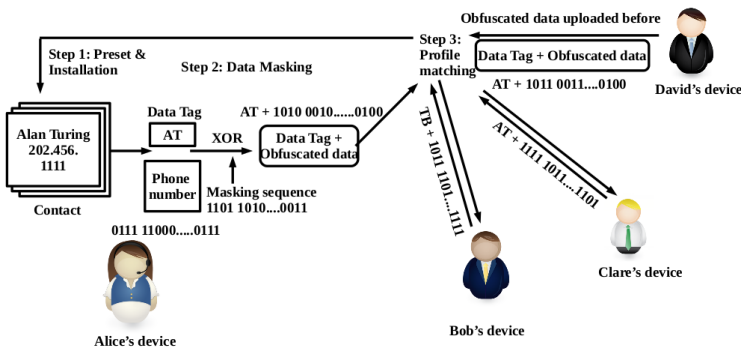 Step 1: Preset &
Installation
Step 2: Data Masking
Step 3:
Profile
matching
Obfuscated data uploaded before
Data Tag + Obfuscated data
AT + 1011 0011....0100
David's device
Alan Turing
202.456.
1111
Contact
Data Tag
AT
Phone
number
0111 11000.....0111
XOR
Masking sequence
1101 1010....0011
AT + 1010 0010......0100
Data Tag +
Obfuscated data
TB + 1011 1101....1111
AT + 1111 1011....1101
Alice's device
Bob's device
Clare's device